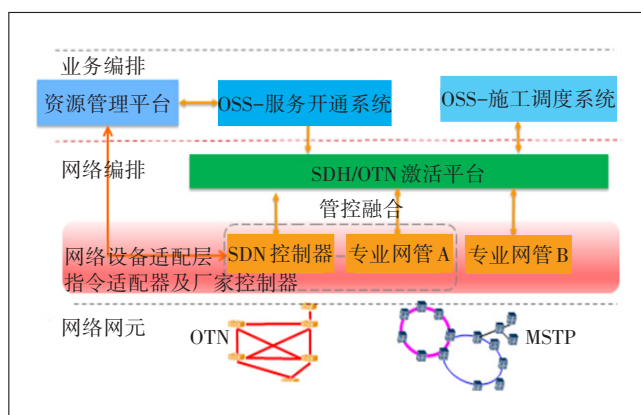 业务编排
资源管理平台
OSS-服务开通系统
OSS-施工调度系统
网络编排
SDH/OTN 激活平台
管控融合
网络设备适配层
指令适配器及厂家控制器
SDN 控制器
专业网管 A
专业网管 B
网络网元
OTN
MSTP